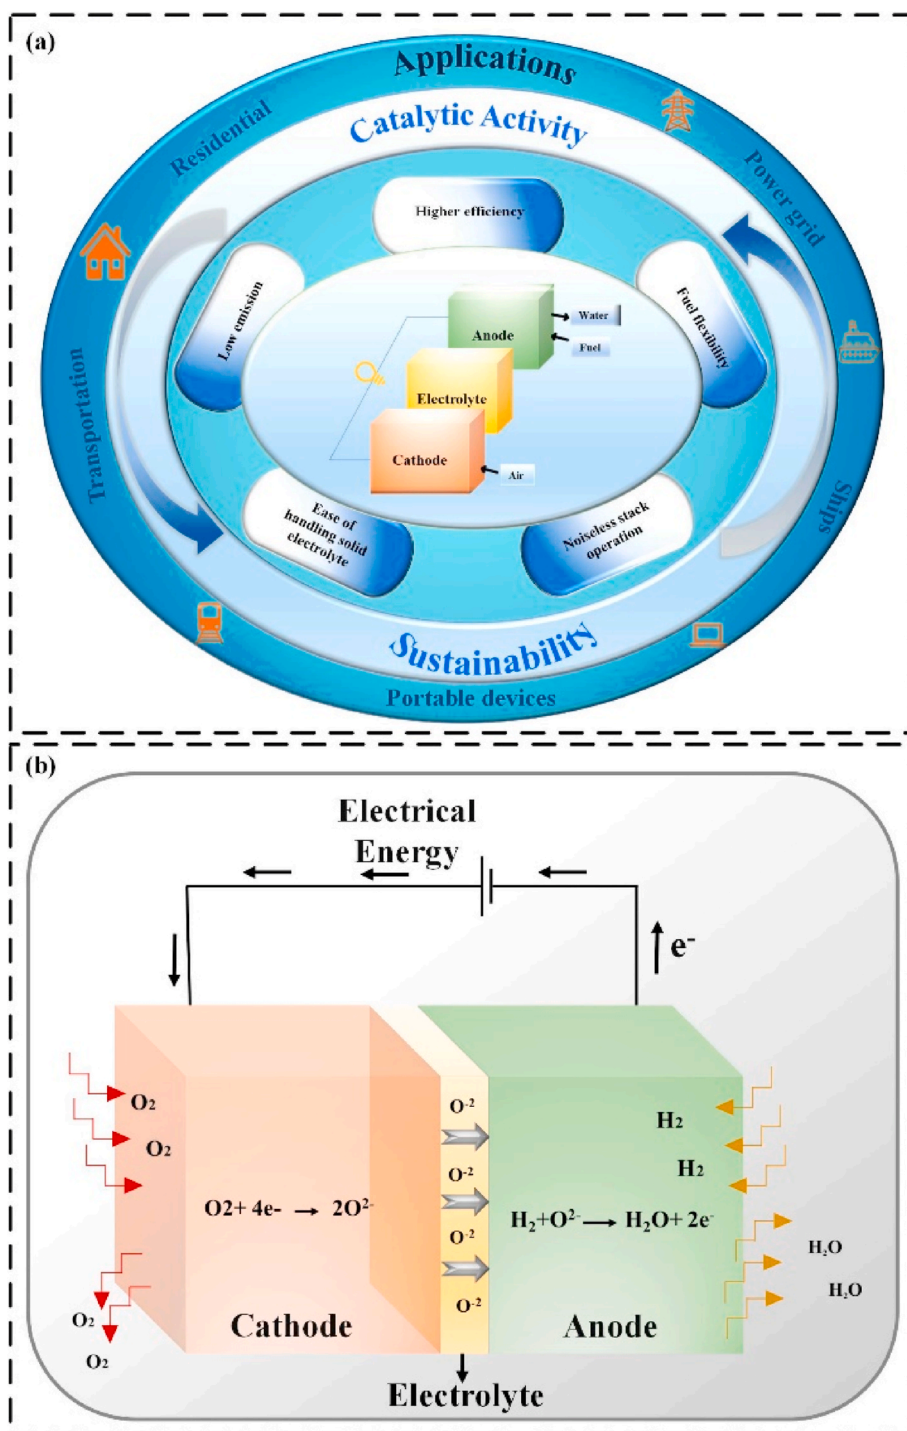 (a)
Applications
Catalytic Activity
Residential
Power grid
Higher efficiency
Low emission
Fuel flexibility
Water
Anode
Fuel
Electrolyte
Cathode
Air
Transportation
Ships
Ease of
handling solid
electrolyte
Noiseless stack
operation
Sustainability
Portable devices
(b)
Electrical
Energy
e⁻
O₂
O₂
O⁻²
H₂
O⁻²
H₂
O2+ 4e- → 2O²⁻
H₂+O²⁻ → H₂O+ 2e⁻
O⁻²
H₂O
O⁻²
H₂O
O₂
O₂
Cathode
Anode
Electrolyte